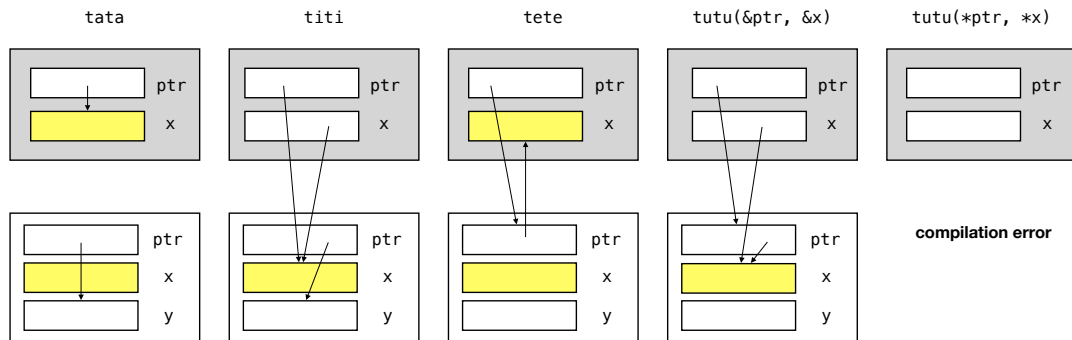 tata titi tete tutu(&ptr, &x) tutu(*ptr, *x)
ptr ptr ptr ptr ptr
x x x x x
ptr ptr ptr ptr compilation error
x x x x
y y y y